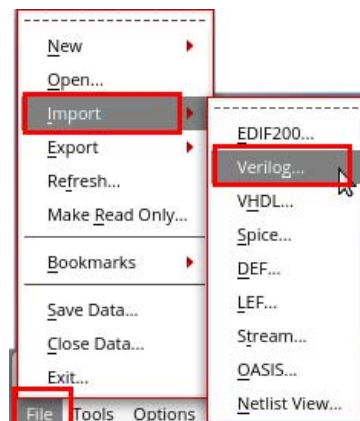 New
Open...
Import
Export
Refresh...
Make Read Only...
Bookmarks
Save Data...
Close Data...
Exit...
File Tools Options
EDIF200...
Verilog...
VHDL...
Spice...
DEF...
LEF...
Stream...
OASIS...
Netlist View...